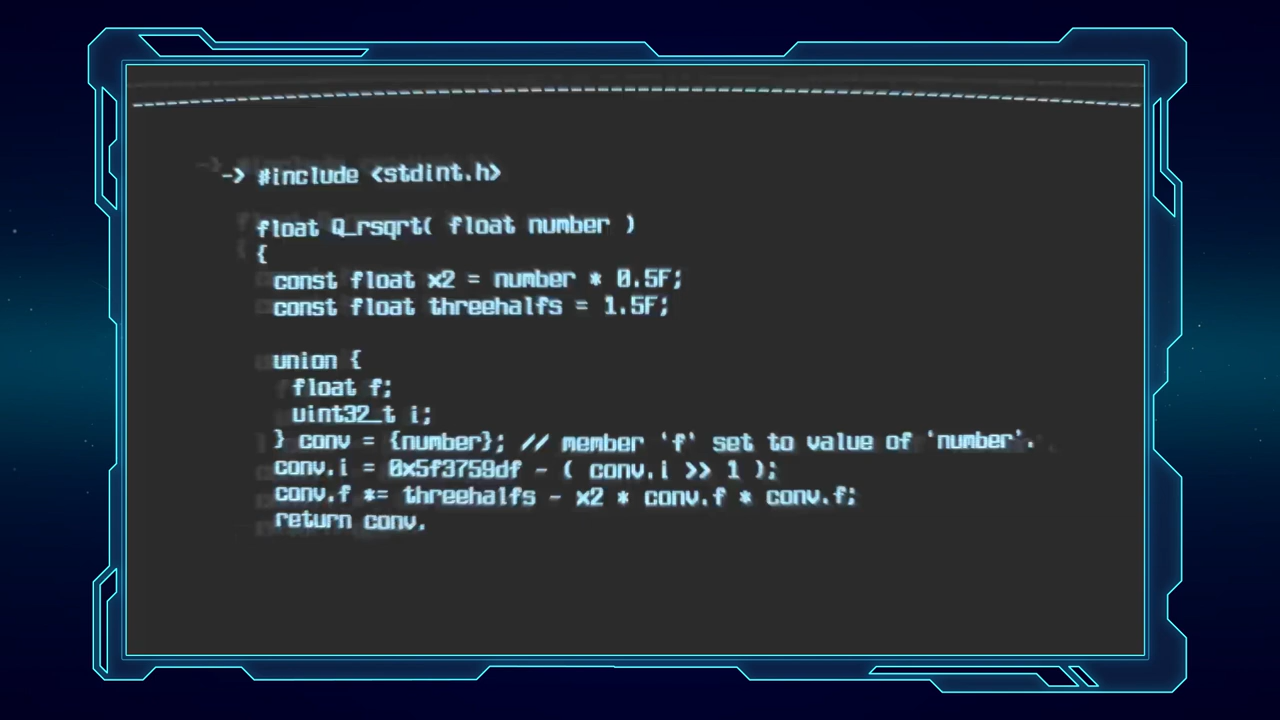 -> #include <stdint.h>
float Q_rsqrt( float number )
{
const float x2 = number * 0.5F;
const float threehalfs = 1.5F;
union {
float f;
uint32_t i;
} conv = {number}; // member 'f' set to value of 'number'.
conv.i = 0x5f3759df - ( conv.i >> 1 );
conv.f *= threehalfs - x2 * conv.f * conv.f;
return conv.